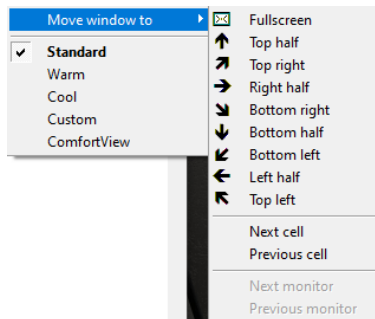 Move window to
Standard
Warm
Cool
Custom
ComfortView
Fullscreen
Top half
Top right
Right half
Bottom right
Bottom half
Bottom left
Left half
Top left
Next cell
Previous cell
Next monitor
Previous monitor